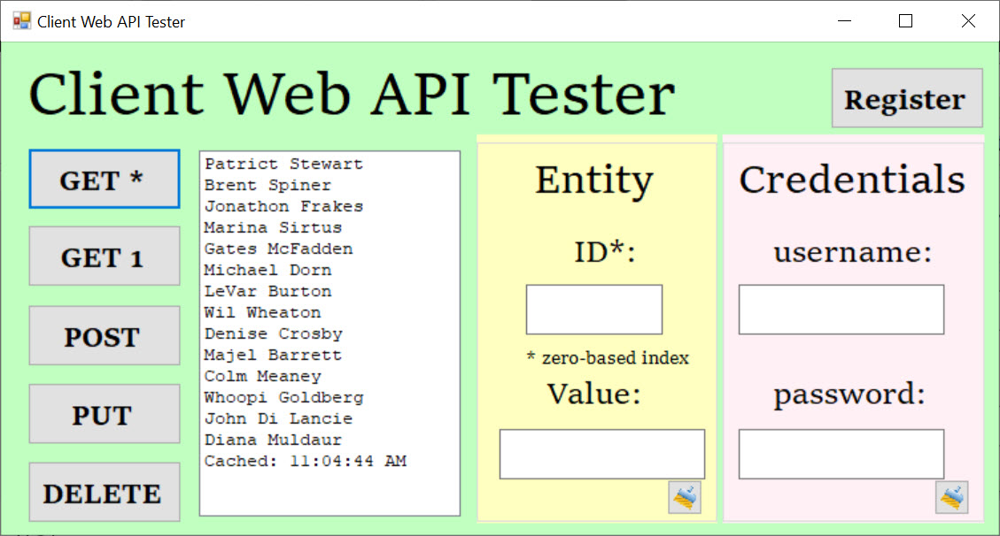 Client Web API Tester
Client Web API Tester
Register
GET *
GET 1
POST
PUT
DELETE
Patrict Stewart
Brent Spiner
Jonathon Frakes
Marina Sirtus
Gates McFadden
Michael Dorn
LeVar Burton
Wil Wheaton
Denise Crosby
Majel Barrett
Colm Meaney
Whoopi Goldberg
John Di Lancie
Diana Muldaur
Cached: 11:04:44 AM
Entity
ID*:
* zero-based index
Value:
Credentials
username:
password: